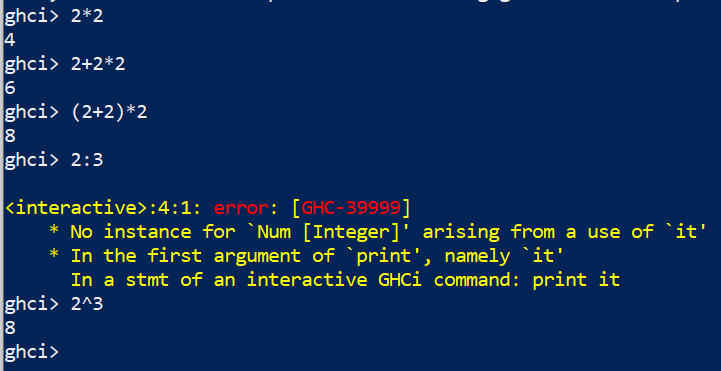 ghci> 2*2
4
ghci> 2+2*2
6
ghci> (2+2)*2
8
ghci> 2:3
<interactive>:4:1: error: [GHC-39999]
* No instance for `Num [Integer]' arising from a use of `it'
* In the first argument of `print', namely `it'
In a stmt of an interactive GHCi command: print it
ghci> 2^3
8
ghci>